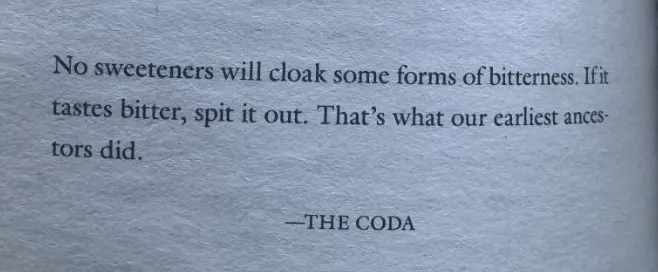 No sweeteners will cloak some forms of bitterness. If it
tastes bitter, spit it out. That's what our earliest ances-
tors did.
—THE CODA